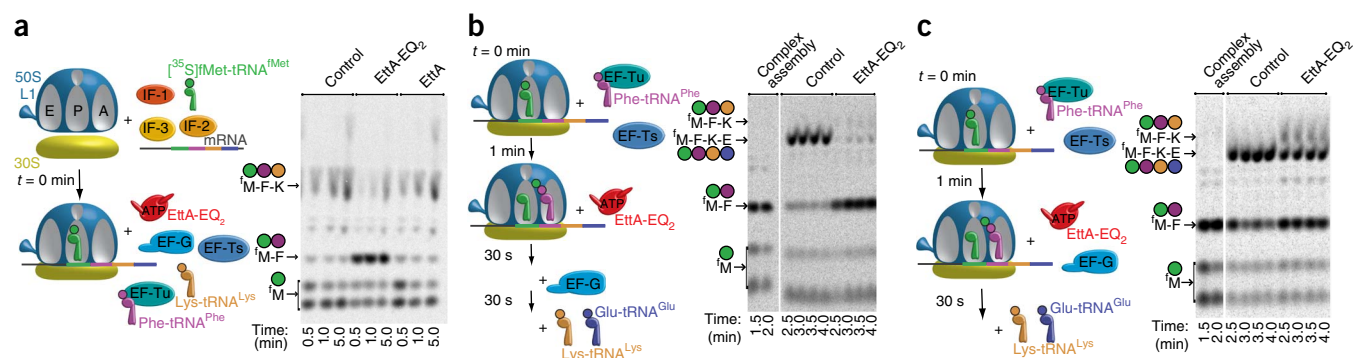 a
50S
L1
E P A
30S
[35S]fMet-tRNAfMet
IF-1
IF-3
IF-2
mRNA
+
t = 0 min
+
ATP
EttA-EQ2
EF-G
EF-Ts
Lys-tRNALys
EF-Tu
Phe-tRNAPhe
Control
EttA-EQ2
EttA
fM-F-K
fM-F
fM
Time:
(min)
0.5 1.0 5.0 0.5 1.0 5.0 0.5 1.0 5.0
b
t = 0 min
+
EF-Tu
Phe-tRNAPhe
EF-Ts
1 min
+
ATP
EttA-EQ2
30 s
+ EF-G
30 s
+
Glu-tRNAGlu
Lys-tRNALys
Complex
assembly
Control
EttA-EQ2
fM-F-K
fM-F-K-E
fM-F
fM
Time:
(min)
1.5 2.0 2.5 3.0 3.5 4.0 2.5 3.0 3.5 4.0
c
t = 0 min
+
EF-Tu
Phe-tRNAPhe
EF-Ts
1 min
+
ATP
EttA-EQ2
EF-G
30 s
+
Glu-tRNAGlu
Lys-tRNALys
Complex
assembly
Control
EttA-EQ2
fM-F-K
fM-F-K-E
fM-F
fM
Time:
(min)
1.5 2.0 2.5 3.0 3.5 4.0 2.5 3.0 3.5 4.0